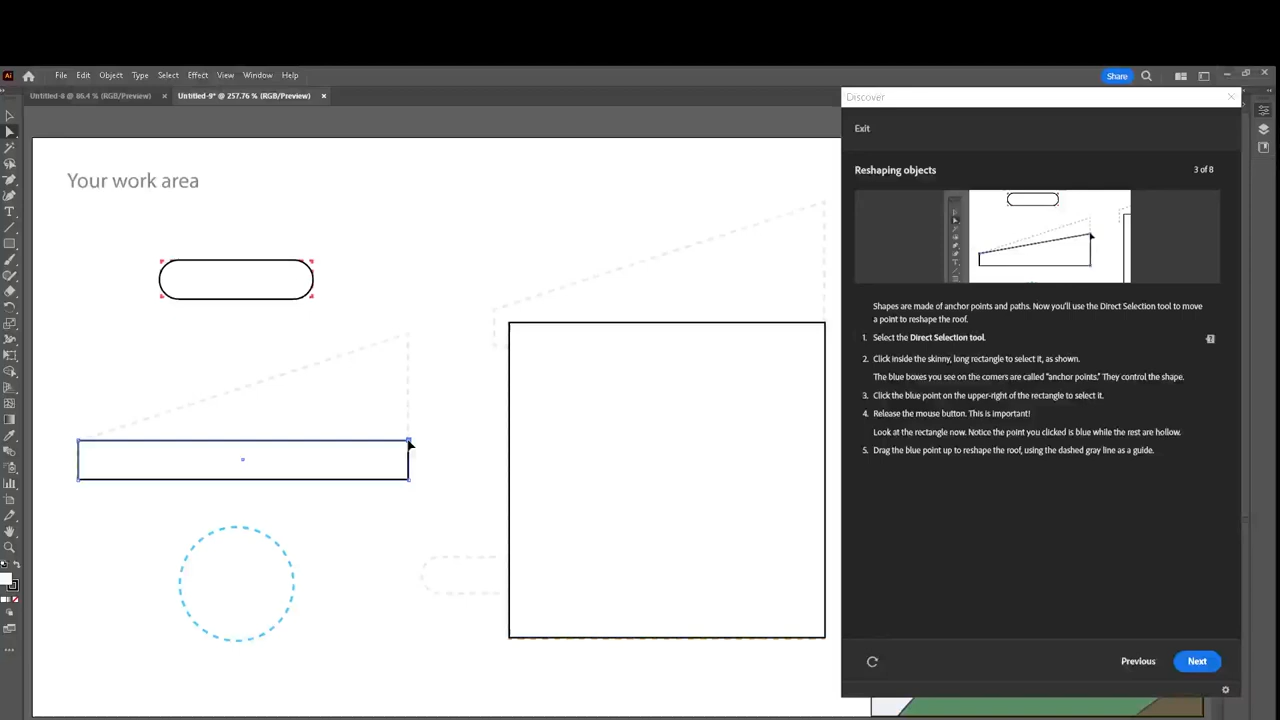 Ai File Edit Object Type Select Effect View Window Help Share
Untitled-8 @ 86.4 % (RGB/Preview) × Untitled-9* @ 257.76 % (RGB/Preview) ×
Discover
Exit
Your work area
Reshaping objects 3 of 8
Shapes are made of anchor points and paths. Now you'll use the Direct Selection tool to move
a point to reshape the roof.
1. Select the Direct Selection tool.
2. Click inside the skinny, long rectangle to select it, as shown.
The blue boxes you see on the corners are called "anchor points." They control the shape.
3. Click the blue point on the upper-right of the rectangle to select it.
4. Release the mouse button. This is important!
Look at the rectangle now. Notice the point you clicked is blue while the rest are hollow.
5. Drag the blue point up to reshape the roof, using the dashed gray line as a guide.
Previous Next